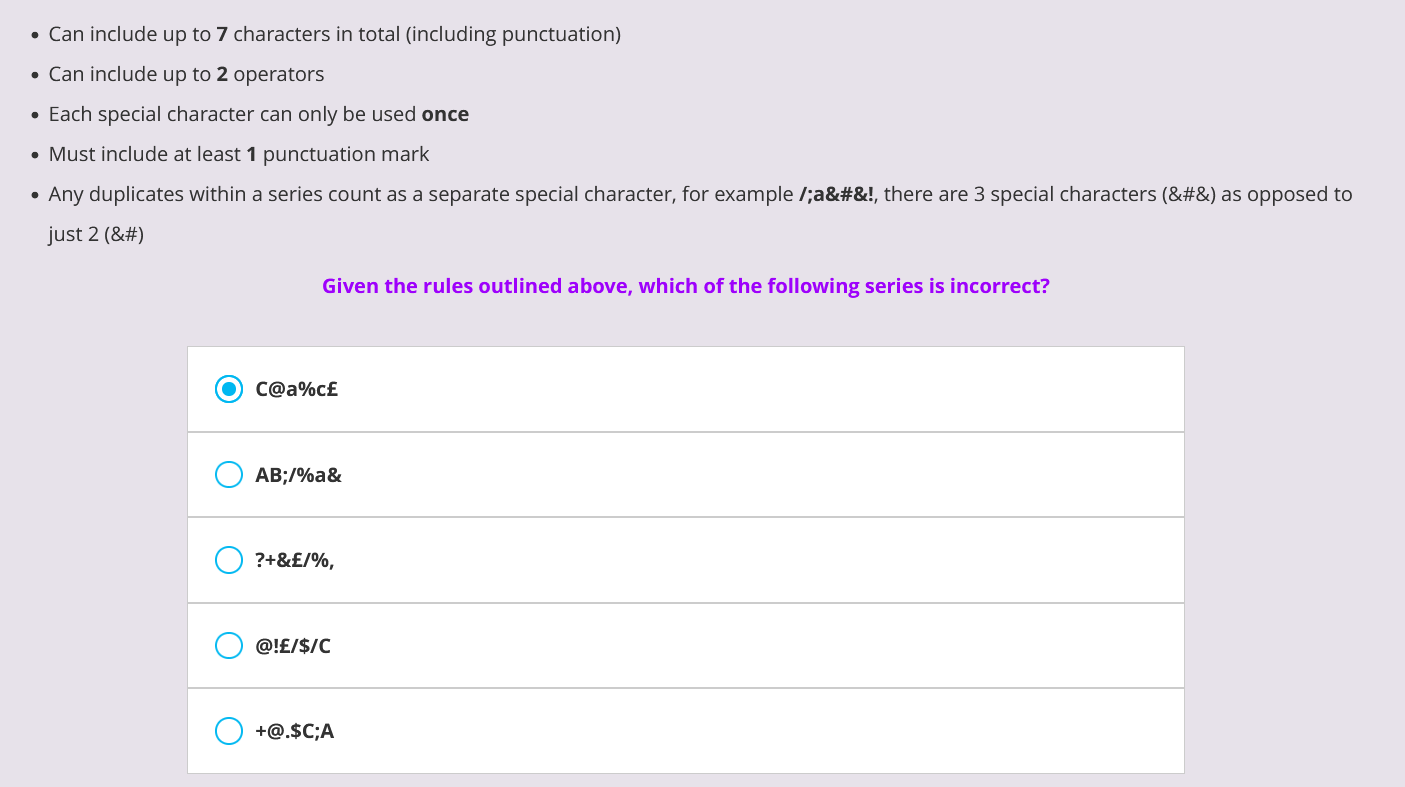 • Can include up to 7 characters in total (including punctuation)
• Can include up to 2 operators
• Each special character can only be used once
• Must include at least 1 punctuation mark
• Any duplicates within a series count as a separate special character, for example /;a&#&!, there are 3 special characters (&#&) as opposed to
just 2 (&#)
Given the rules outlined above, which of the following series is incorrect?
C@a%c£
AB;/%a&
?+&£/%,
@!£/$/C
+@.$C;A